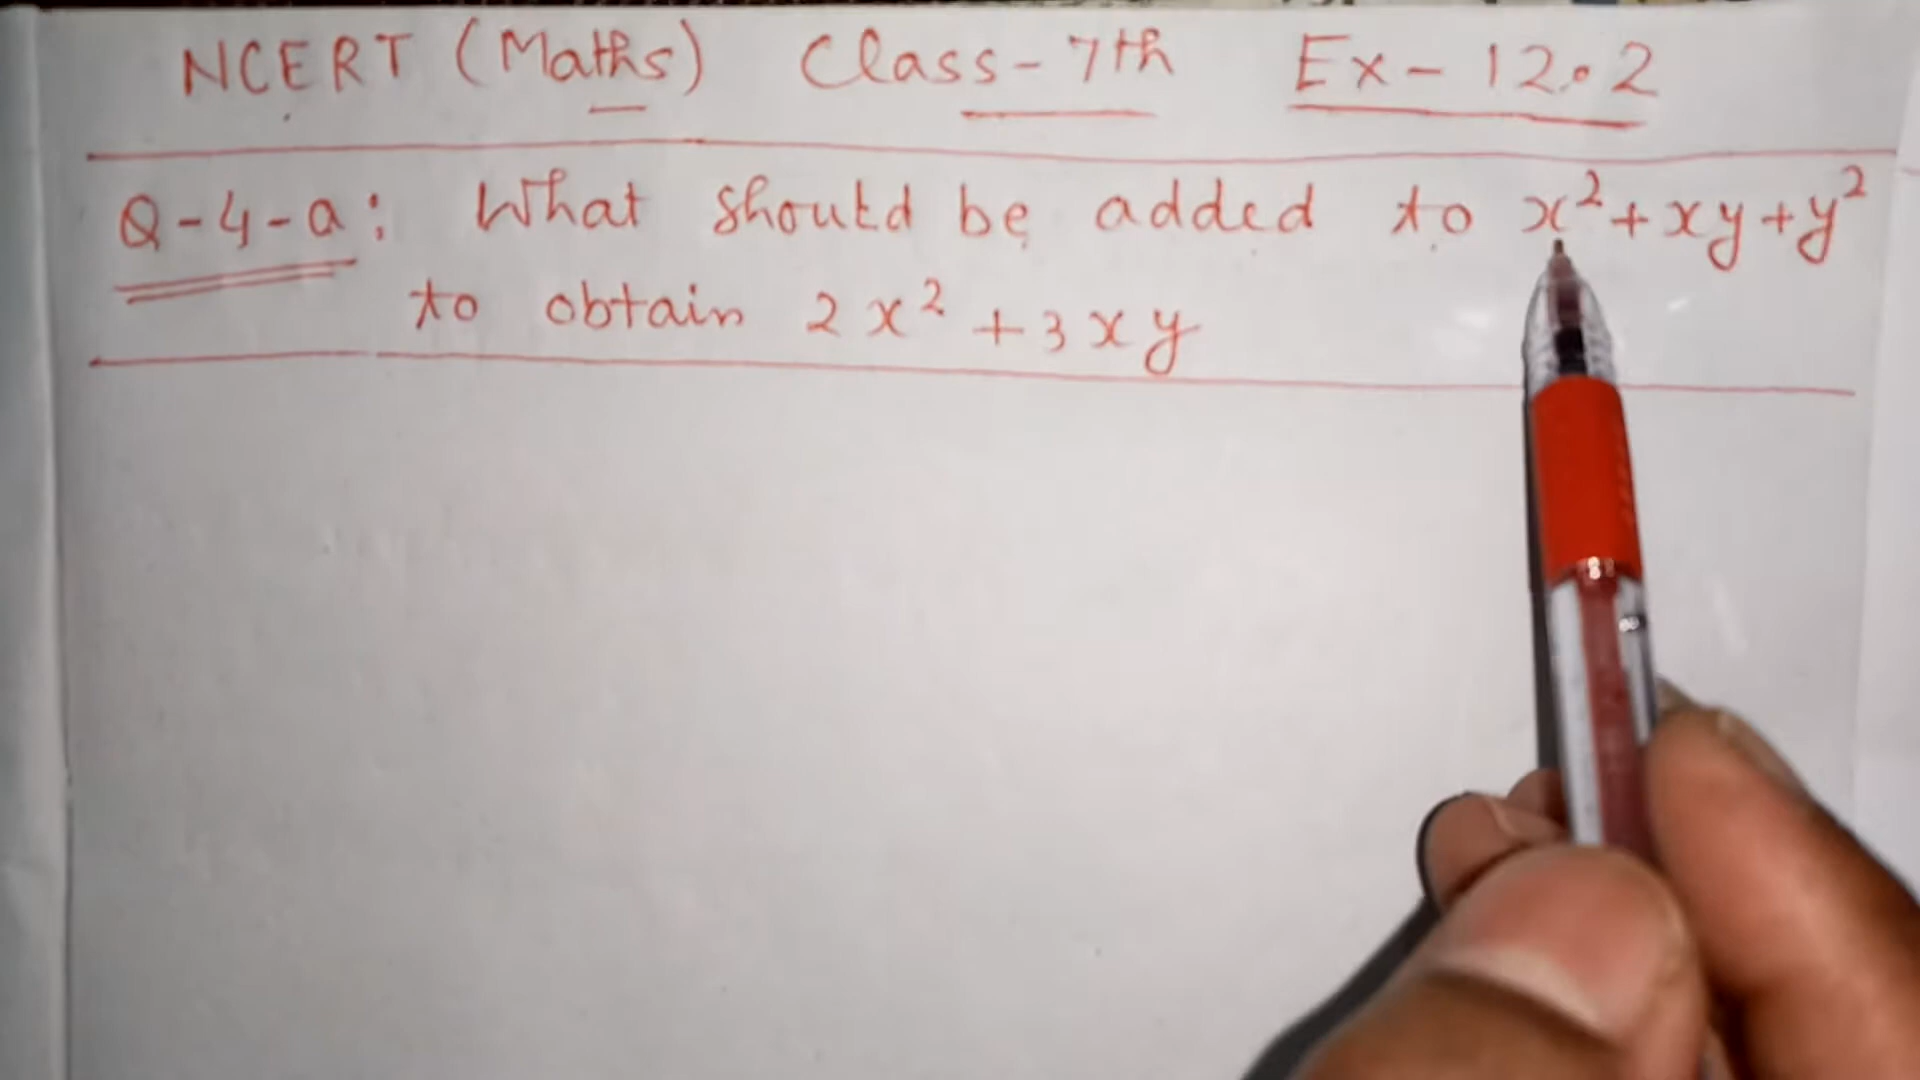 NCERT (Maths) Class-7th Ex-12.2
Q-4-a: What should be added to x²+xy+y²
to obtain 2x²+3xy